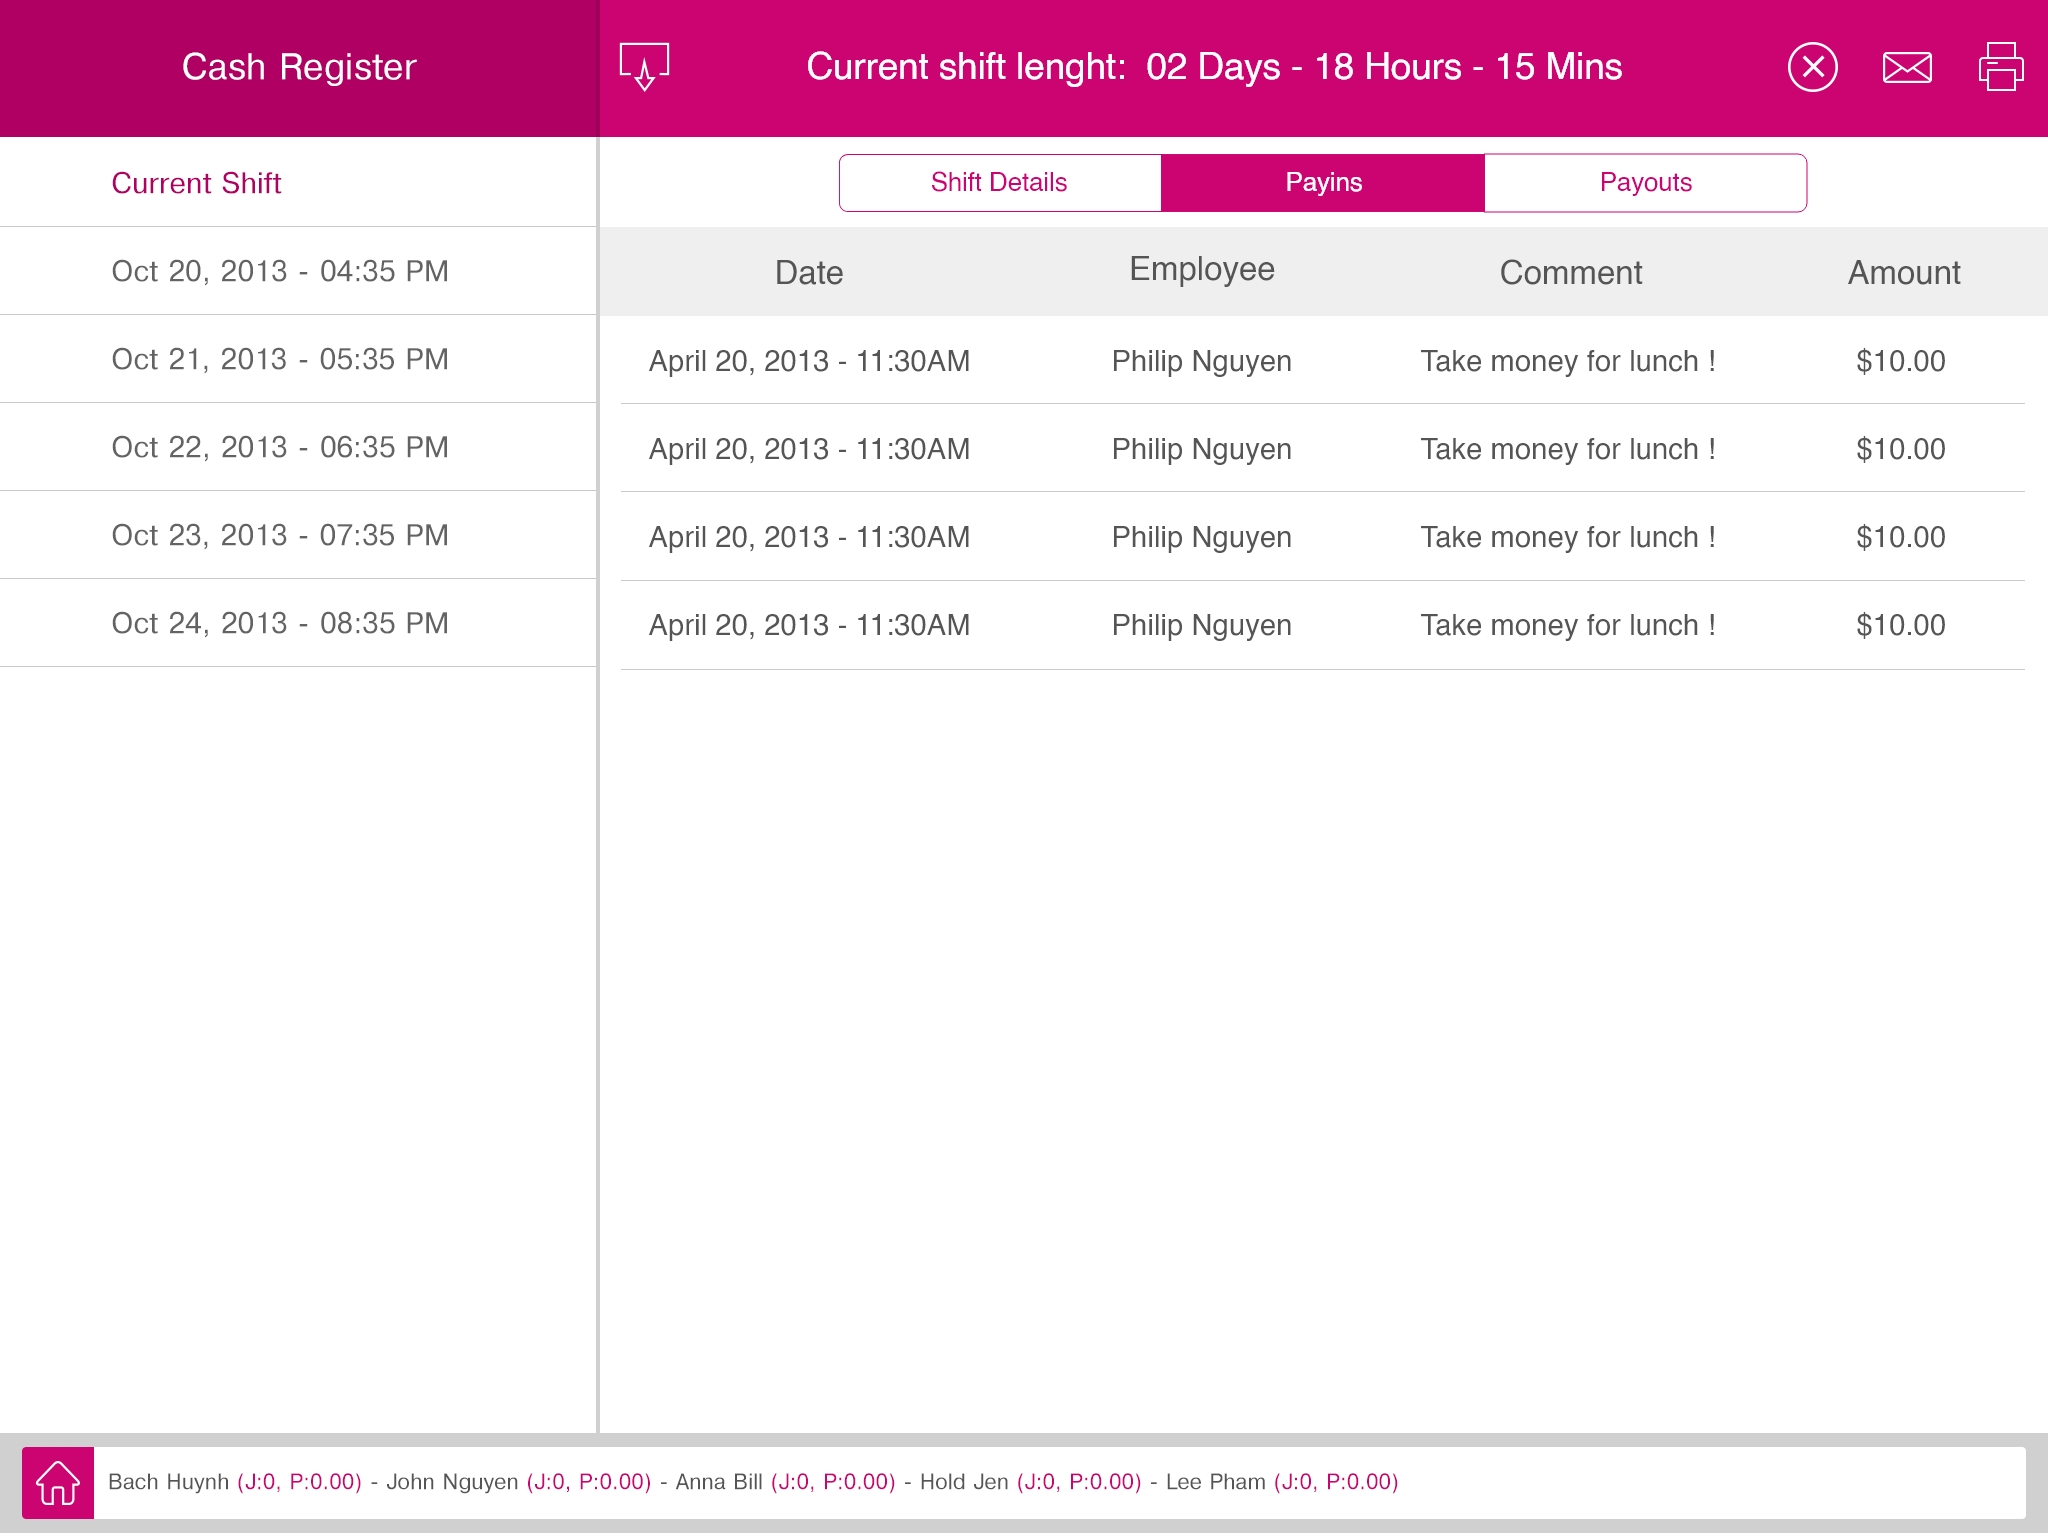 Cash Register
Current shift lenght: 02 Days - 18 Hours - 15 Mins
Current Shift
Oct 20, 2013 - 04:35 PM
Oct 21, 2013 - 05:35 PM
Oct 22, 2013 - 06:35 PM
Oct 23, 2013 - 07:35 PM
Oct 24, 2013 - 08:35 PM
Shift Details Payins Payouts
Date Employee Comment Amount
April 20, 2013 - 11:30AM Philip Nguyen Take money for lunch ! $10.00
April 20, 2013 - 11:30AM Philip Nguyen Take money for lunch ! $10.00
April 20, 2013 - 11:30AM Philip Nguyen Take money for lunch ! $10.00
April 20, 2013 - 11:30AM Philip Nguyen Take money for lunch ! $10.00
Bach Huynh (J:0, P:0.00) - John Nguyen (J:0, P:0.00) - Anna Bill (J:0, P:0.00) - Hold Jen (J:0, P:0.00) - Lee Pham (J:0, P:0.00)